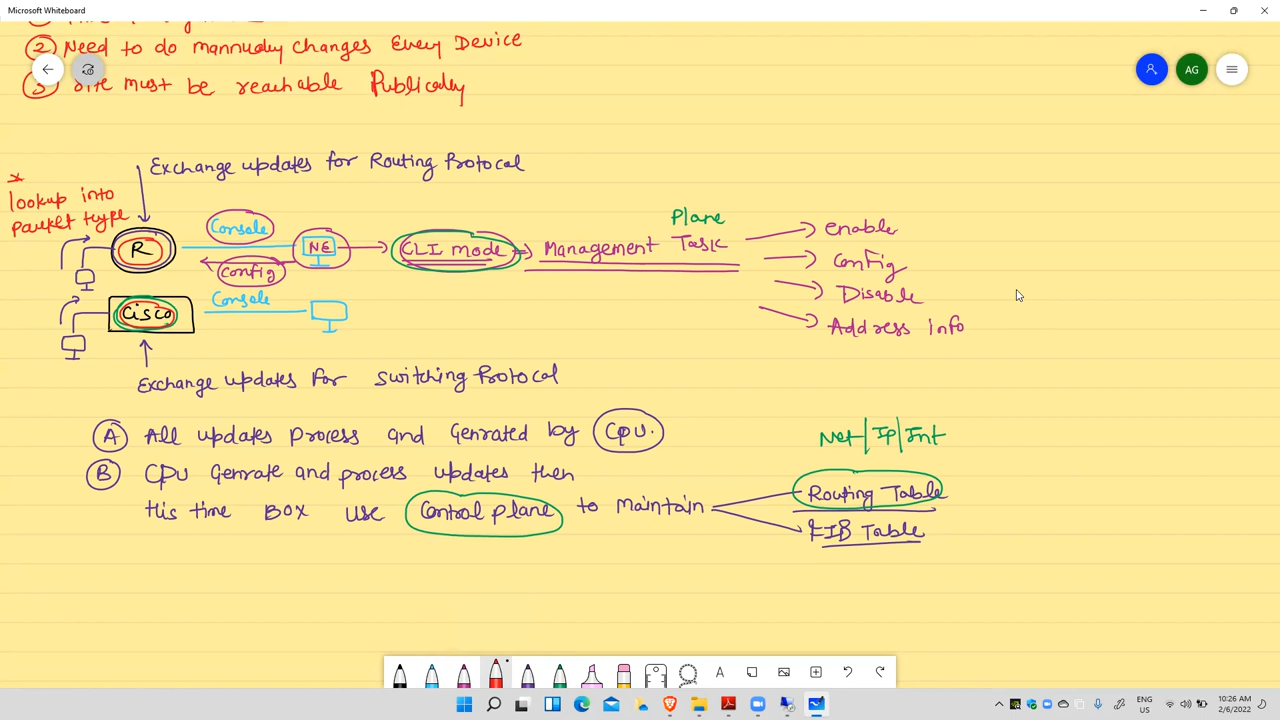 Microsoft Whiteboard
② Need to do mannualy changes Every Device
③ site must be reachable Publically
AG
Exchange updates for Routing Protocal
*
lookup into
packet type
R
Console
Config
NE
CLI mode
Plane
Management Task
enable
Config
Disable
Address info
Cisco
Console
Exchange updates for switching Protocal
Ⓐ All updates Process and Genrated by CPU.
Ⓑ CPU Genrate and process updates then
this time BOX use Control plane to Maintain
Net|IP|Int
Routing Table
FIB Table
A
ENG
US
10:26 AM
2/6/2022